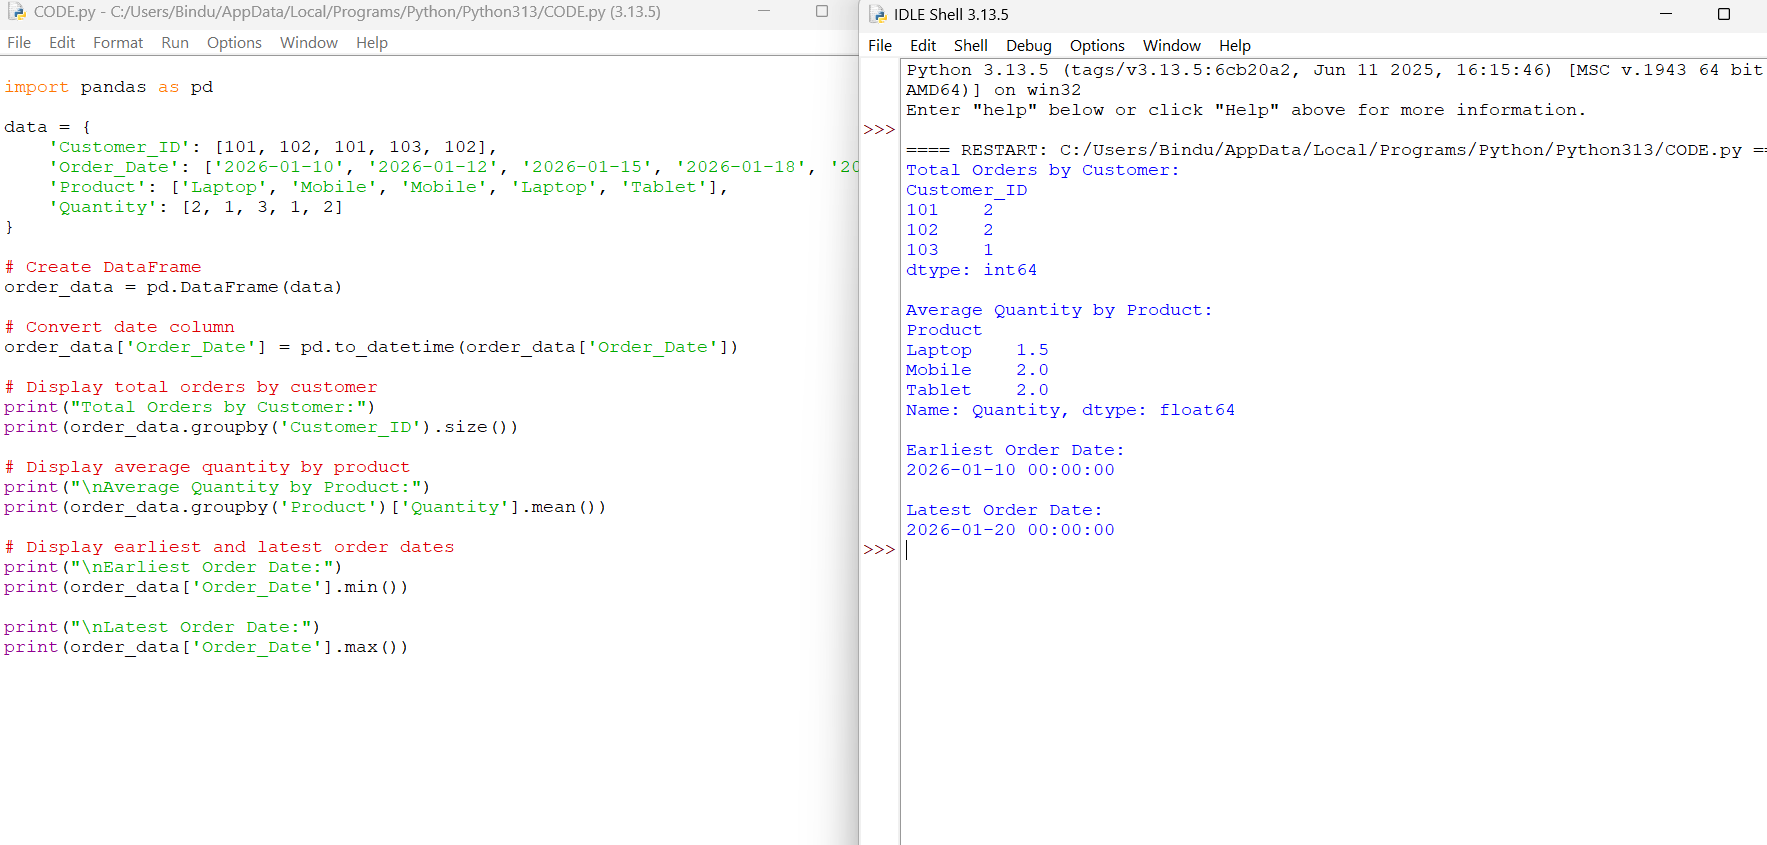 CODE.py - C:/Users/Bindu/AppData/Local/Programs/Python/Python313/CODE.py (3.13.5)
File Edit Format Run Options Window Help
import pandas as pd
data = {
    'Customer_ID': [101, 102, 101, 103, 102],
    'Order_Date': ['2026-01-10', '2026-01-12', '2026-01-15', '2026-01-18', '20
    'Product': ['Laptop', 'Mobile', 'Mobile', 'Laptop', 'Tablet'],
    'Quantity': [2, 1, 3, 1, 2]
}
# Create DataFrame
order_data = pd.DataFrame(data)
# Convert date column
order_data['Order_Date'] = pd.to_datetime(order_data['Order_Date'])
# Display total orders by customer
print("Total Orders by Customer:")
print(order_data.groupby('Customer_ID').size())
# Display average quantity by product
print("\nAverage Quantity by Product:")
print(order_data.groupby('Product')['Quantity'].mean())
# Display earliest and latest order dates
print("\nEarliest Order Date:")
print(order_data['Order_Date'].min())
print("\nLatest Order Date:")
print(order_data['Order_Date'].max())
IDLE Shell 3.13.5
File Edit Shell Debug Options Window Help
Python 3.13.5 (tags/v3.13.5:6cb20a2, Jun 11 2025, 16:15:46) [MSC v.1943 64 bit
AMD64)] on win32
Enter "help" below or click "Help" above for more information.
>>>
==== RESTART: C:/Users/Bindu/AppData/Local/Programs/Python/Python313/CODE.py ==
Total Orders by Customer:
Customer_ID
101    2
102    2
103    1
dtype: int64
Average Quantity by Product:
Product
Laptop    1.5
Mobile    2.0
Tablet    2.0
Name: Quantity, dtype: float64
Earliest Order Date:
2026-01-10 00:00:00
Latest Order Date:
2026-01-20 00:00:00
>>>